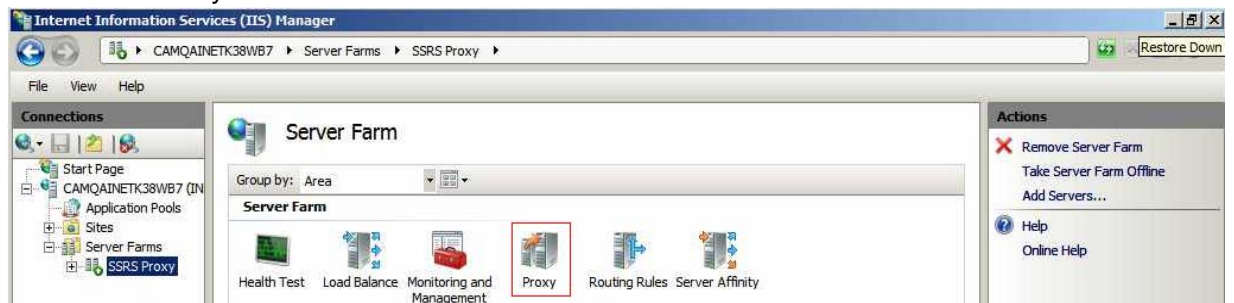 Internet Information Services (IIS) Manager
CAMQAINETK38WB7 Server Farms SSRS Proxy
Restore Down
File View Help
Connections
Start Page
CAMQAINETK38WB7 (IN
Application Pools
Sites
Server Farms
SSRS Proxy
Server Farm
Group by: Area
Server Farm
Health Test Load Balance Monitoring and Management Proxy Routing Rules Server Affinity
Actions
Remove Server Farm
Take Server Farm Offline
Add Servers...
Help
Online Help